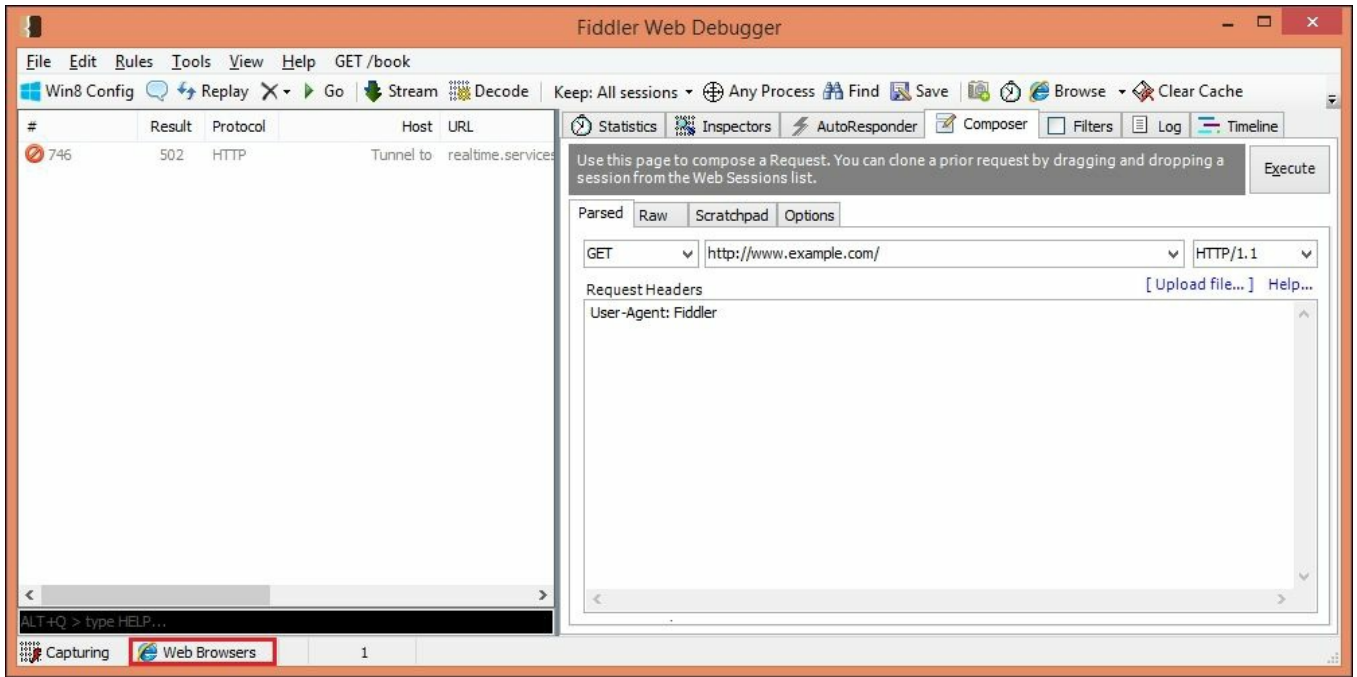 Fiddler Web Debugger
File Edit Rules Tools View Help GET /book
Win8 Config Replay Go Stream Decode Keep: All sessions Any Process Find Save Browse Clear Cache
# Result Protocol Host URL
746 502 HTTP Tunnel to realtime.services
Statistics Inspectors AutoResponder Composer Filters Log Timeline
Use this page to compose a Request. You can clone a prior request by dragging and dropping a
session from the Web Sessions list.
Execute
Parsed Raw Scratchpad Options
GET http://www.example.com/ HTTP/1.1
Request Headers [ Upload file... ] Help...
User-Agent: Fiddler
ALT+Q > type HELP...
Capturing Web Browsers 1